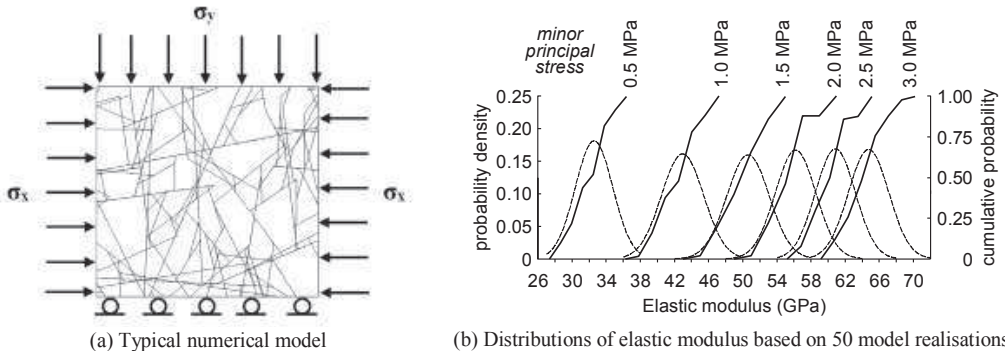 σy
σx
σx
(a) Typical numerical model
minor
principal
stress
0.5 MPa
1.0 MPa
1.5 MPa
2.0 MPa
2.5 MPa
3.0 MPa
probability density
0.25
0.20
0.15
0.10
0.05
0
cumulative probability
1.00
0.75
0.50
0.25
0
26 30 34 38 42 46 50 54 58 62 66 70
Elastic modulus (GPa)
(b) Distributions of elastic modulus based on 50 model realisations